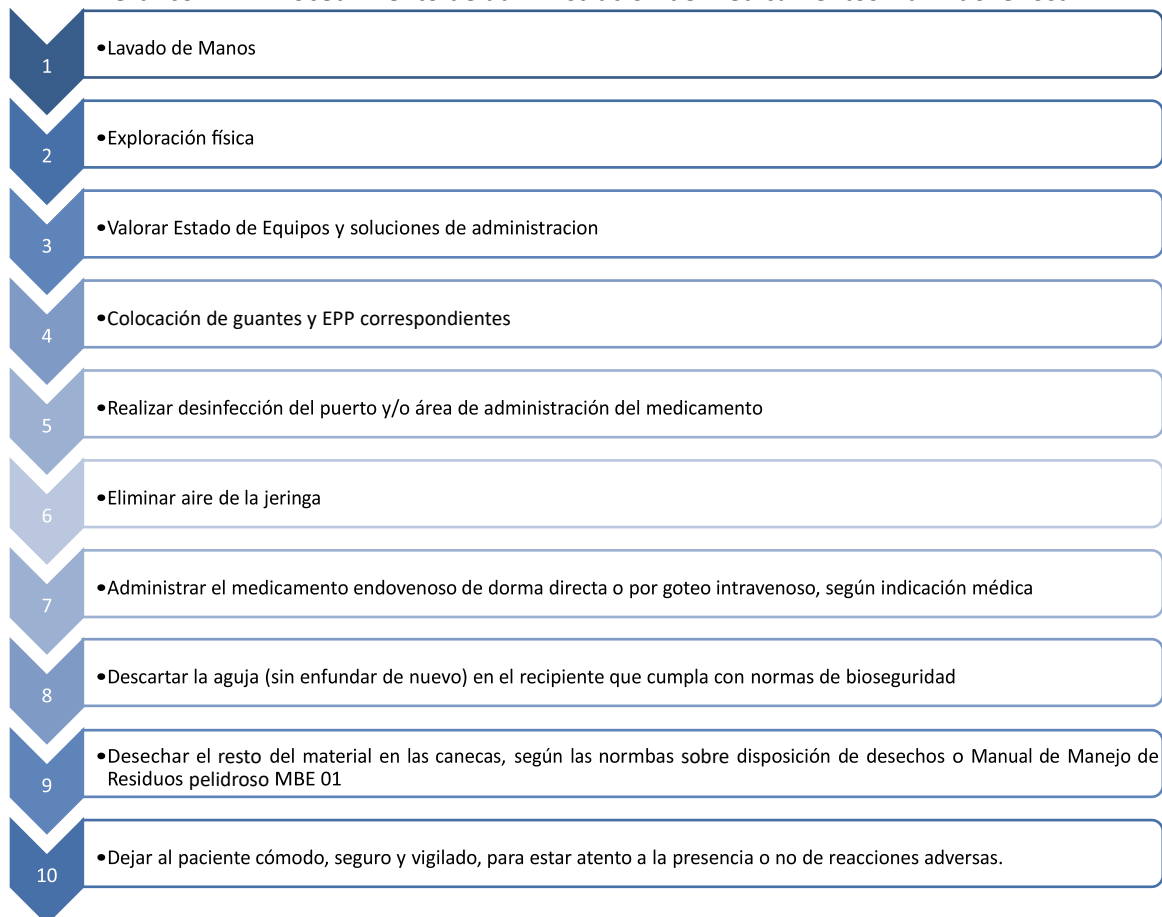 1
•Lavado de Manos
2
•Exploración física
3
•Valorar Estado de Equipos y soluciones de administracion
4
•Colocación de guantes y EPP correspondientes
5
•Realizar desinfección del puerto y/o área de administración del medicamento
6
•Eliminar aire de la jeringa
7
•Administrar el medicamento endovenoso de dorma directa o por goteo intravenoso, según indicación médica
8
•Descartar la aguja (sin enfundar de nuevo) en el recipiente que cumpla con normas de bioseguridad
9
•Desechar el resto del material en las canecas, según las normbas sobre disposición de desechos o Manual de Manejo de
Residuos pelidroso MBE 01
10
•Dejar al paciente cómodo, seguro y vigilado, para estar atento a la presencia o no de reacciones adversas.